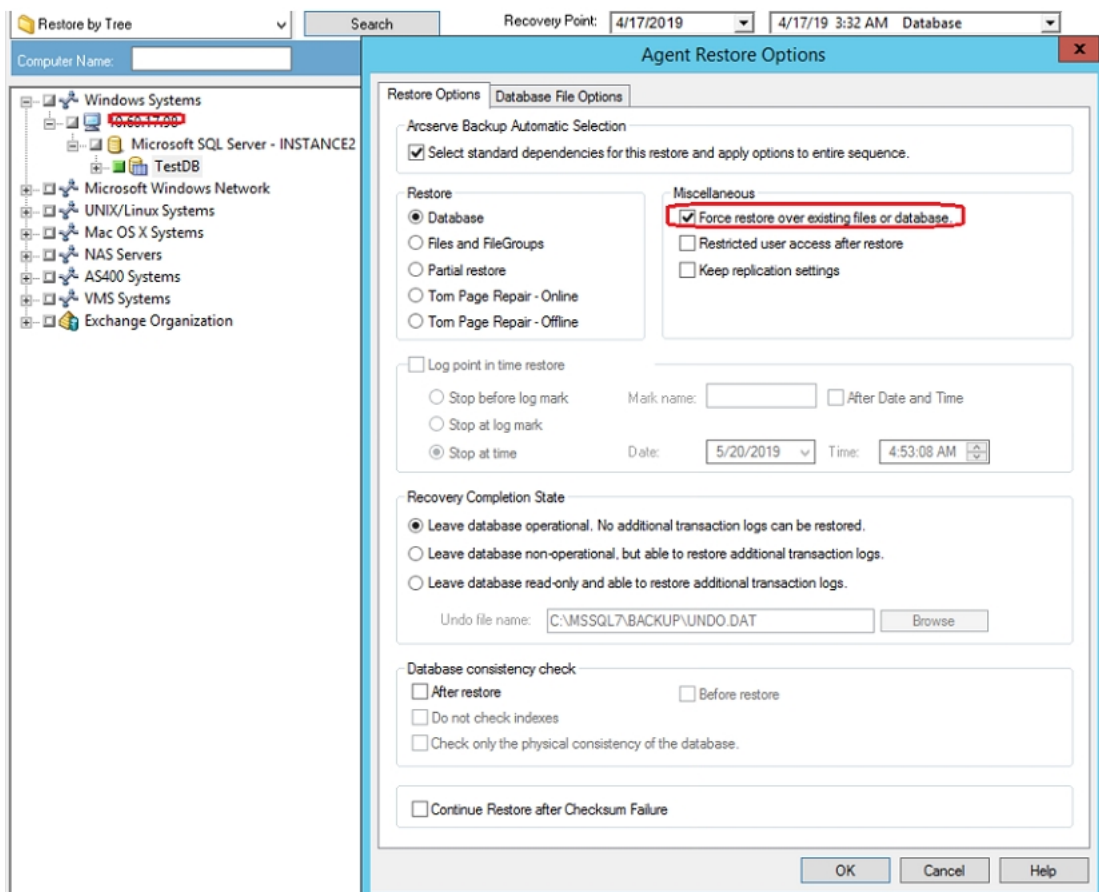 Restore by Tree
Search
Recovery Point:
4/17/2019
4/17/19 3:32 AM Database
Computer Name:
Agent Restore Options
x
Windows Systems
Microsoft SQL Server - INSTANCE2
TestDB
Microsoft Windows Network
UNIX/Linux Systems
Mac OS X Systems
NAS Servers
AS400 Systems
VMS Systems
Exchange Organization
Restore Options
Database File Options
Arcserve Backup Automatic Selection
Select standard dependencies for this restore and apply options to entire sequence.
Restore
Database
Files and FileGroups
Partial restore
Torn Page Repair - Online
Torn Page Repair - Offline
Miscellaneous
Force restore over existing files or database.
Restricted user access after restore
Keep replication settings
Log point in time restore
Stop before log mark
Mark name:
After Date and Time
Stop at log mark
Stop at time
Date:
5/20/2019
Time:
4:53:08 AM
Recovery Completion State
Leave database operational. No additional transaction logs can be restored.
Leave database non-operational, but able to restore additional transaction logs.
Leave database read-only and able to restore additional transaction logs.
Undo file name:
C:\MSSQL7\BACKUP\UNDO.DAT
Browse
Database consistency check
After restore
Before restore
Do not check indexes
Check only the physical consistency of the database.
Continue Restore after Checksum Failure
OK
Cancel
Help